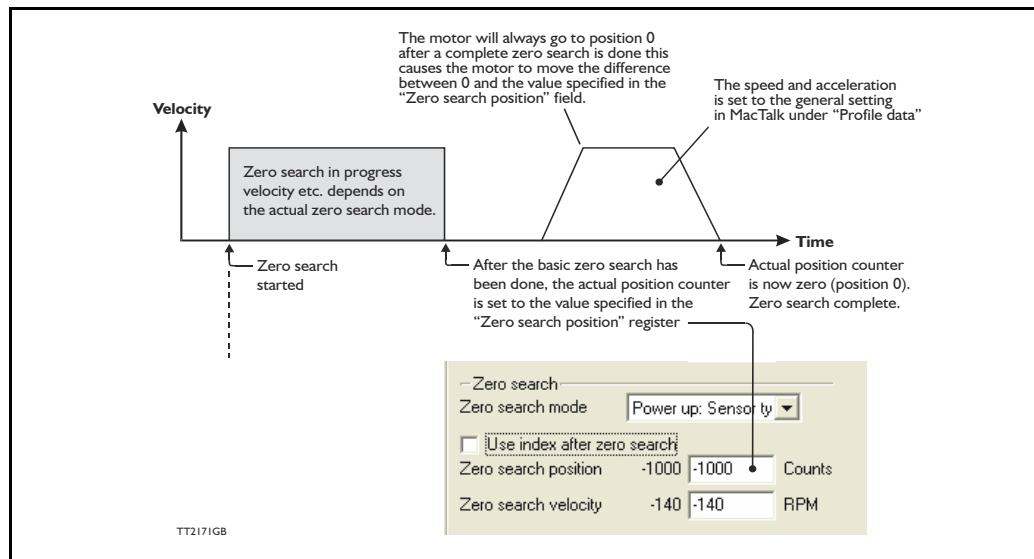 The motor will always go to position 0
after a complete zero search is done this
causes the motor to move the difference
between 0 and the value specified in the
“Zero search position” field.
The speed and acceleration
is set to the general setting
in MacTalk under “Profile data”
Velocity
Zero search in progress
velocity etc. depends on
the actual zero search mode.
Time
Zero search
started
After the basic zero search has
been done, the actual position counter
is set to the value specified in the
“Zero search position” register
Actual position counter
is now zero (position 0).
Zero search complete.
Zero search
Zero search mode Power up: Sensor ty
Use index after zero search
Zero search position -1000 -1000 Counts
Zero search velocity -140 -140 RPM
TT2171GB